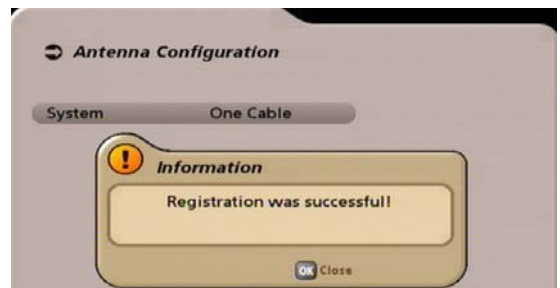 Antenna Configuration
System One Cable
Information
Registration was successful!
OK Close